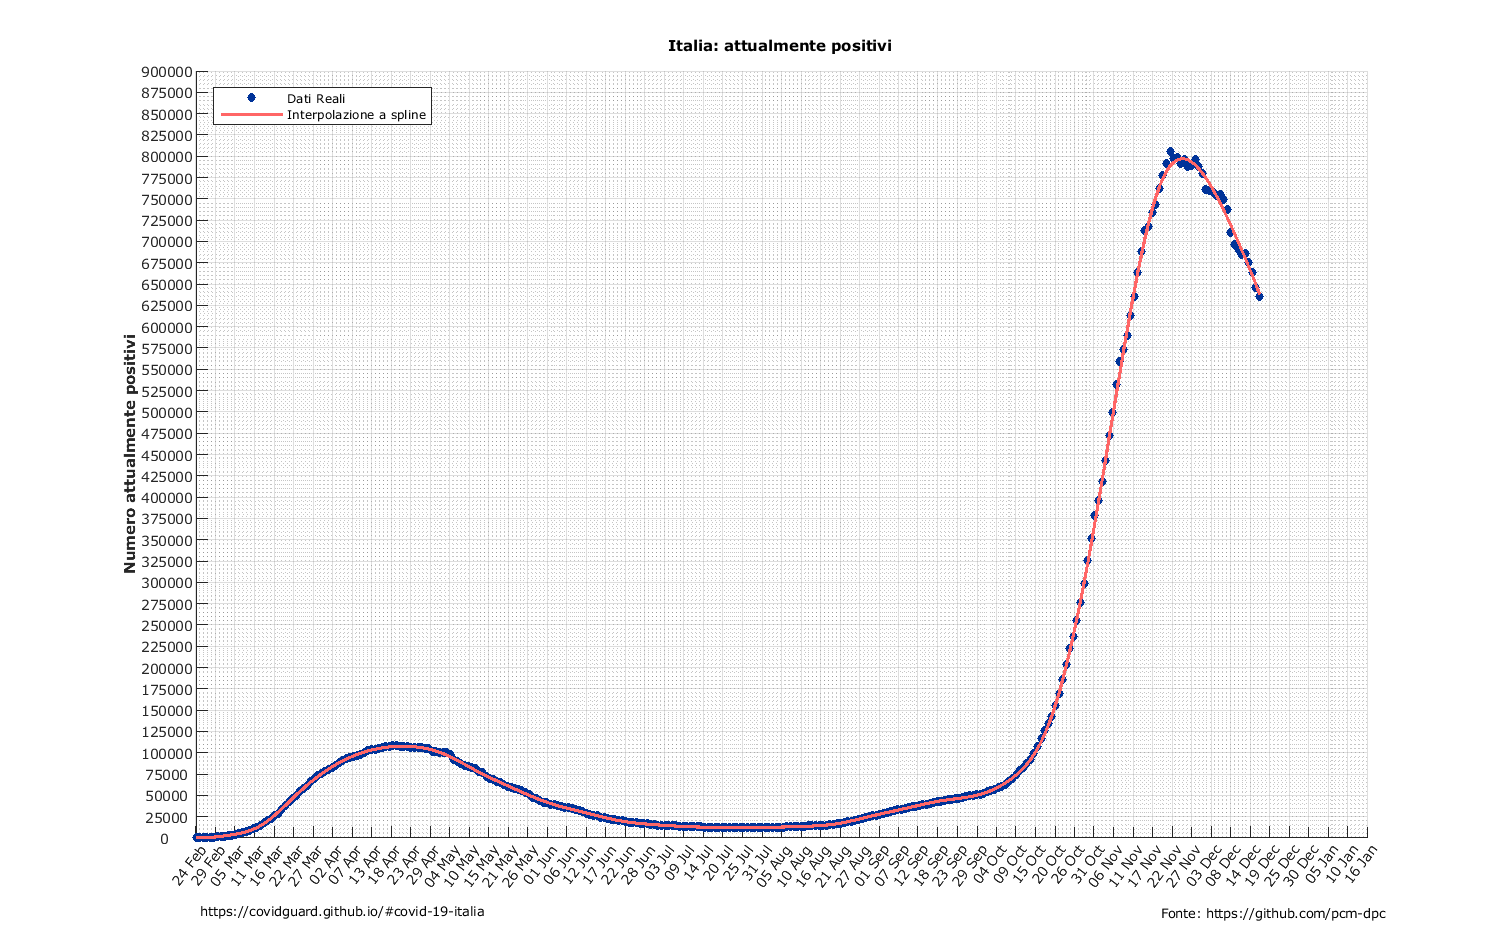 Italia: attualmente positivi
Dati Reali
Interpolazione a spline
Numero attualmente positivi
900000
875000
850000
825000
800000
775000
750000
725000
700000
675000
650000
625000
600000
575000
550000
525000
500000
475000
450000
425000
400000
375000
350000
325000
300000
275000
250000
225000
200000
175000
150000
125000
100000
75000
50000
25000
0
24 Feb
29 Feb
05 Mar
11 Mar
16 Mar
22 Mar
27 Mar
02 Apr
07 Apr
13 Apr
18 Apr
23 Apr
29 Apr
04 May
10 May
15 May
21 May
26 May
01 Jun
06 Jun
12 Jun
17 Jun
22 Jun
28 Jun
03 Jul
09 Jul
14 Jul
20 Jul
25 Jul
31 Jul
05 Aug
10 Aug
16 Aug
21 Aug
27 Aug
01 Sep
07 Sep
12 Sep
18 Sep
23 Sep
29 Oct
04 Oct
09 Oct
15 Oct
20 Oct
26 Oct
31 Nov
06 Nov
11 Nov
17 Nov
22 Nov
27 Nov
03 Dec
08 Dec
14 Dec
19 Dec
25 Dec
30 Dec
05 Jan
10 Jan
16 Jan
https://covidguard.github.io/#covid-19-italia
Fonte: https://github.com/pcm-dpc